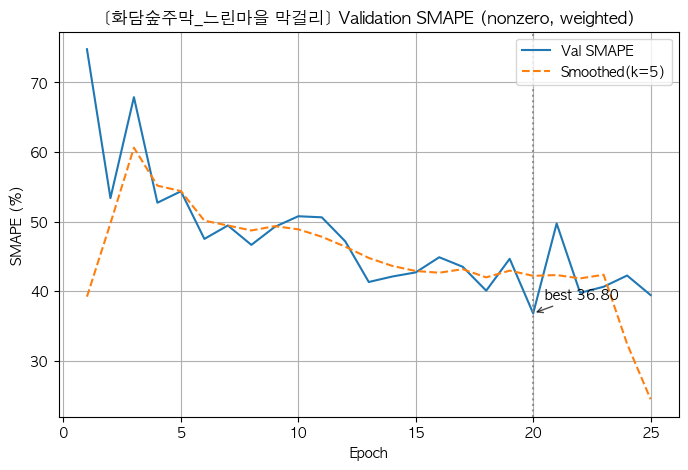 [화담숲주막_느린마을 막걸리] Validation SMAPE (nonzero, weighted)
Val SMAPE
Smoothed(k=5)
SMAPE (%)
70
60
50
40
30
best 36.80
0 5 10 15 20 25
Epoch